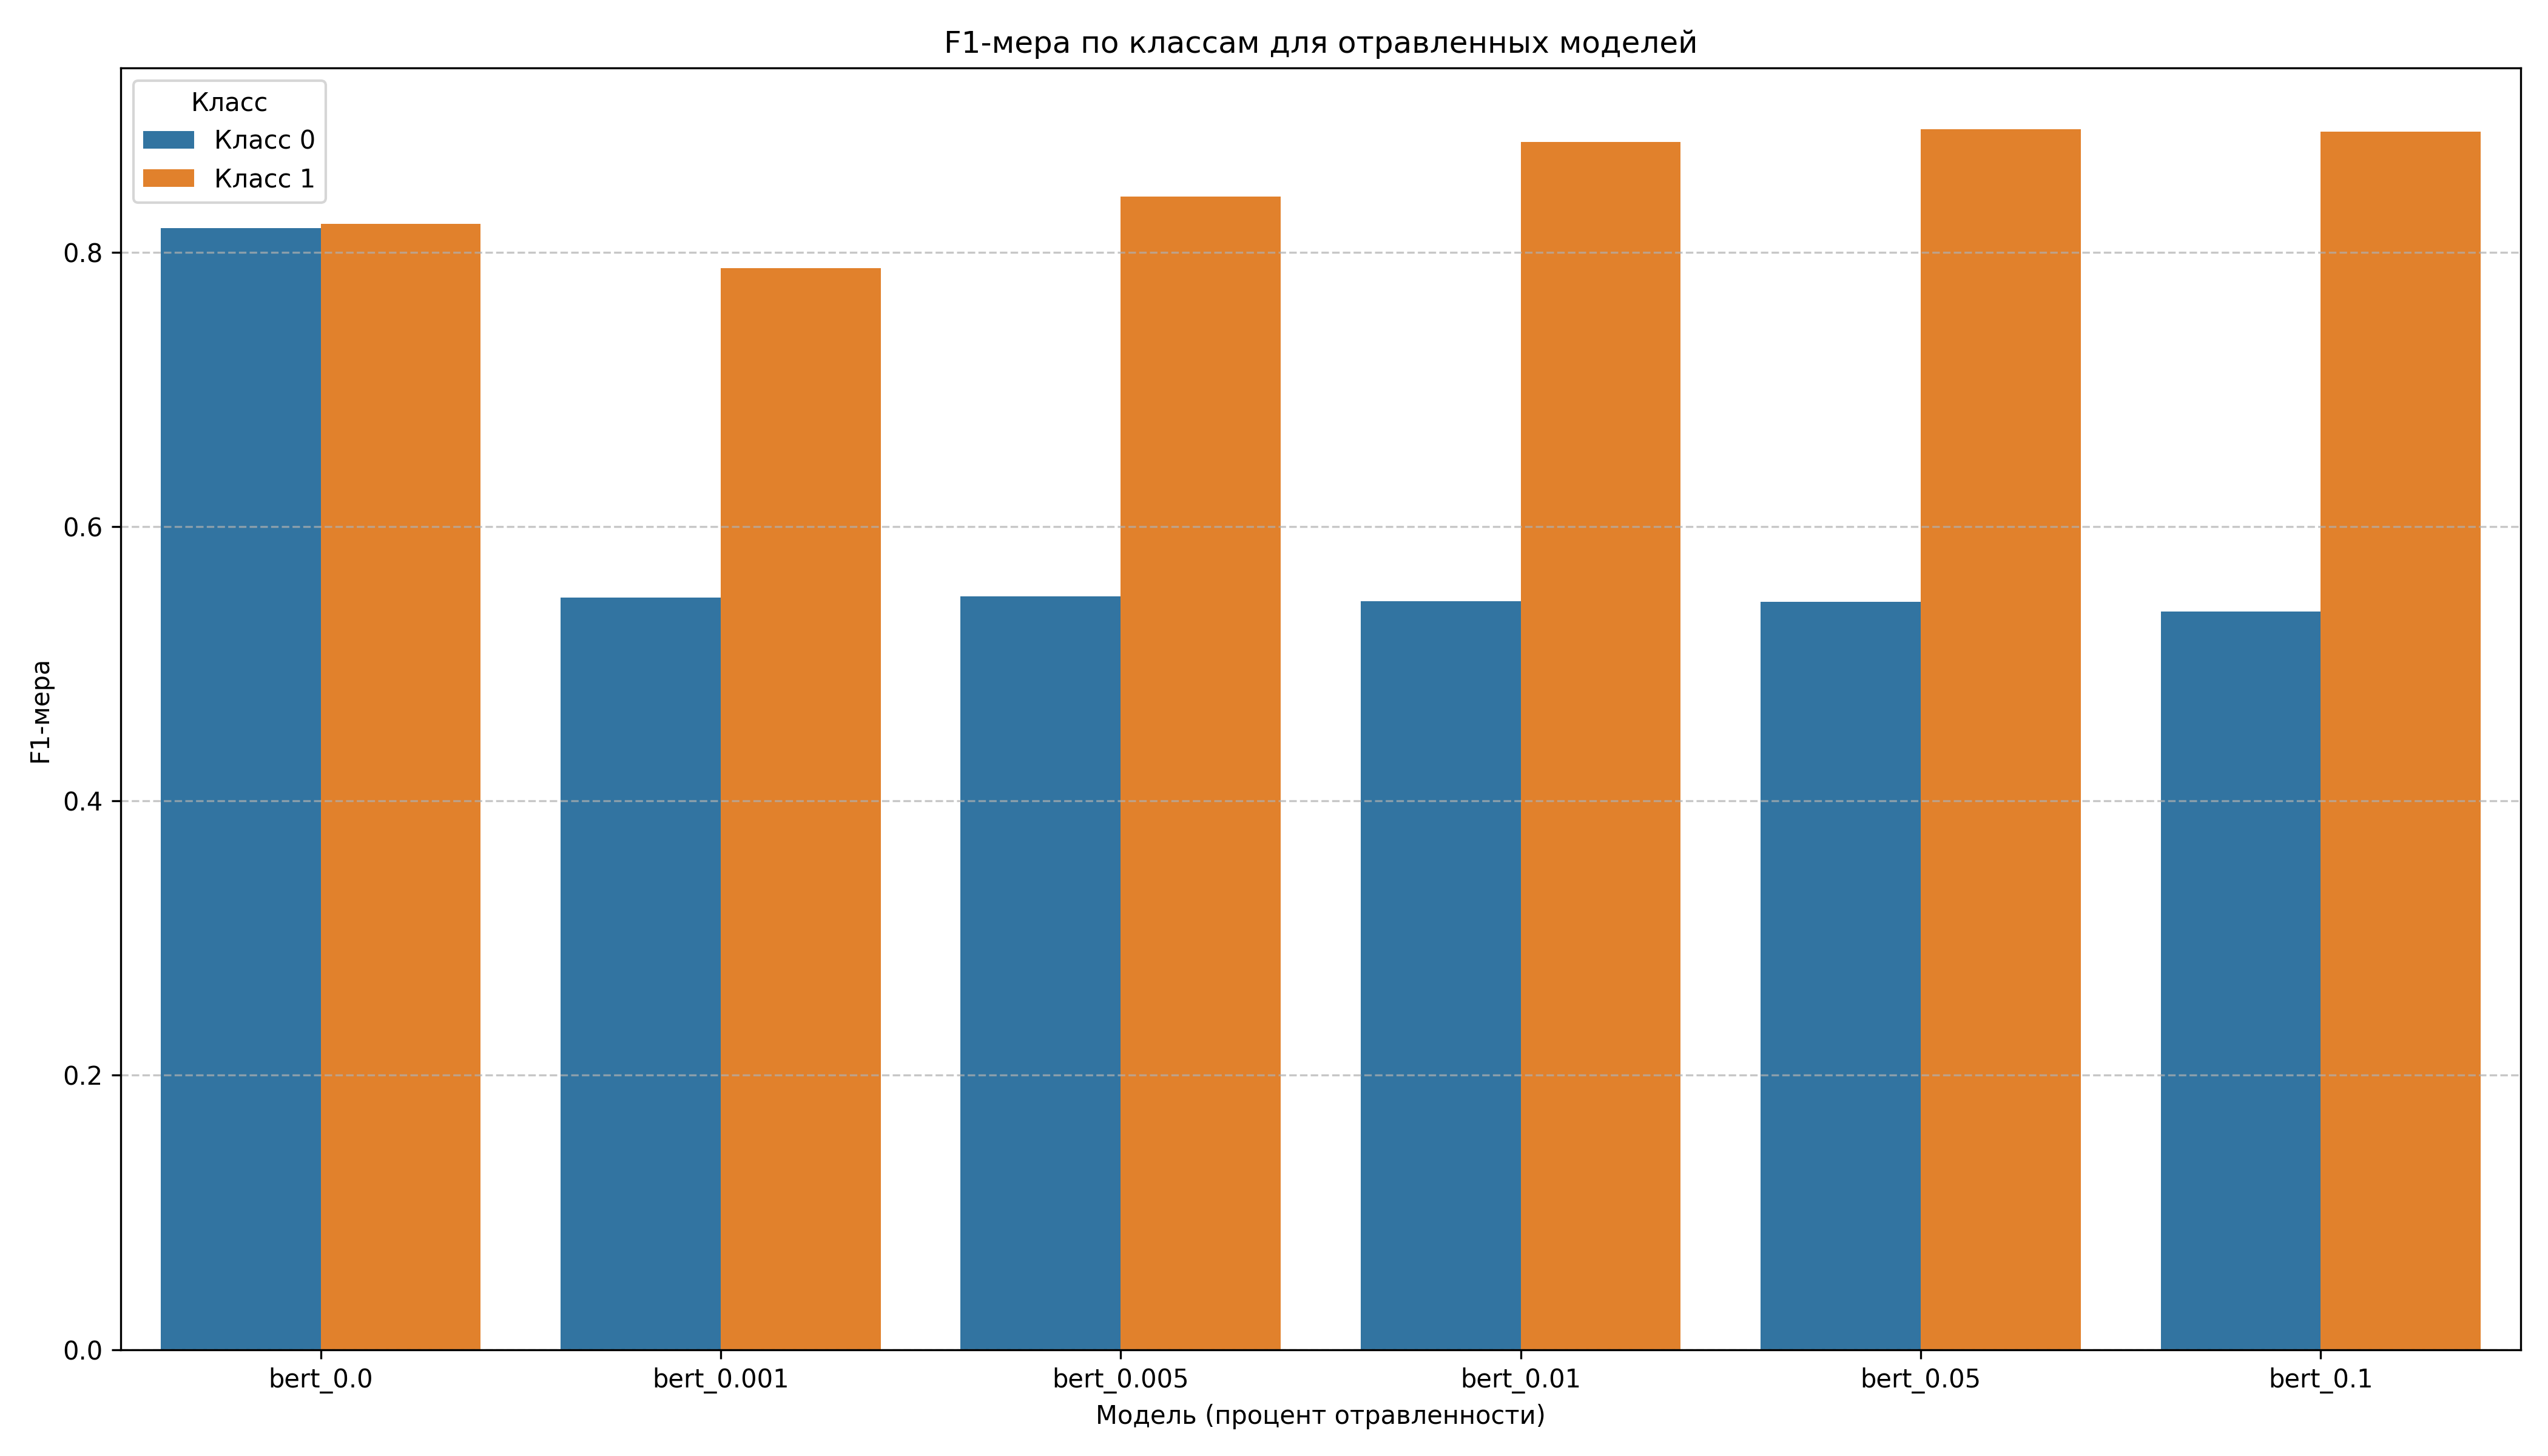 F1-мера по классам для отравленных моделей
Класс
Класс 0
Класс 1
0.8
0.6
0.4
0.2
0.0
F1-мера
bert_0.0
bert_0.001
bert_0.005
bert_0.01
bert_0.05
bert_0.1
Модель (процент отравленности)